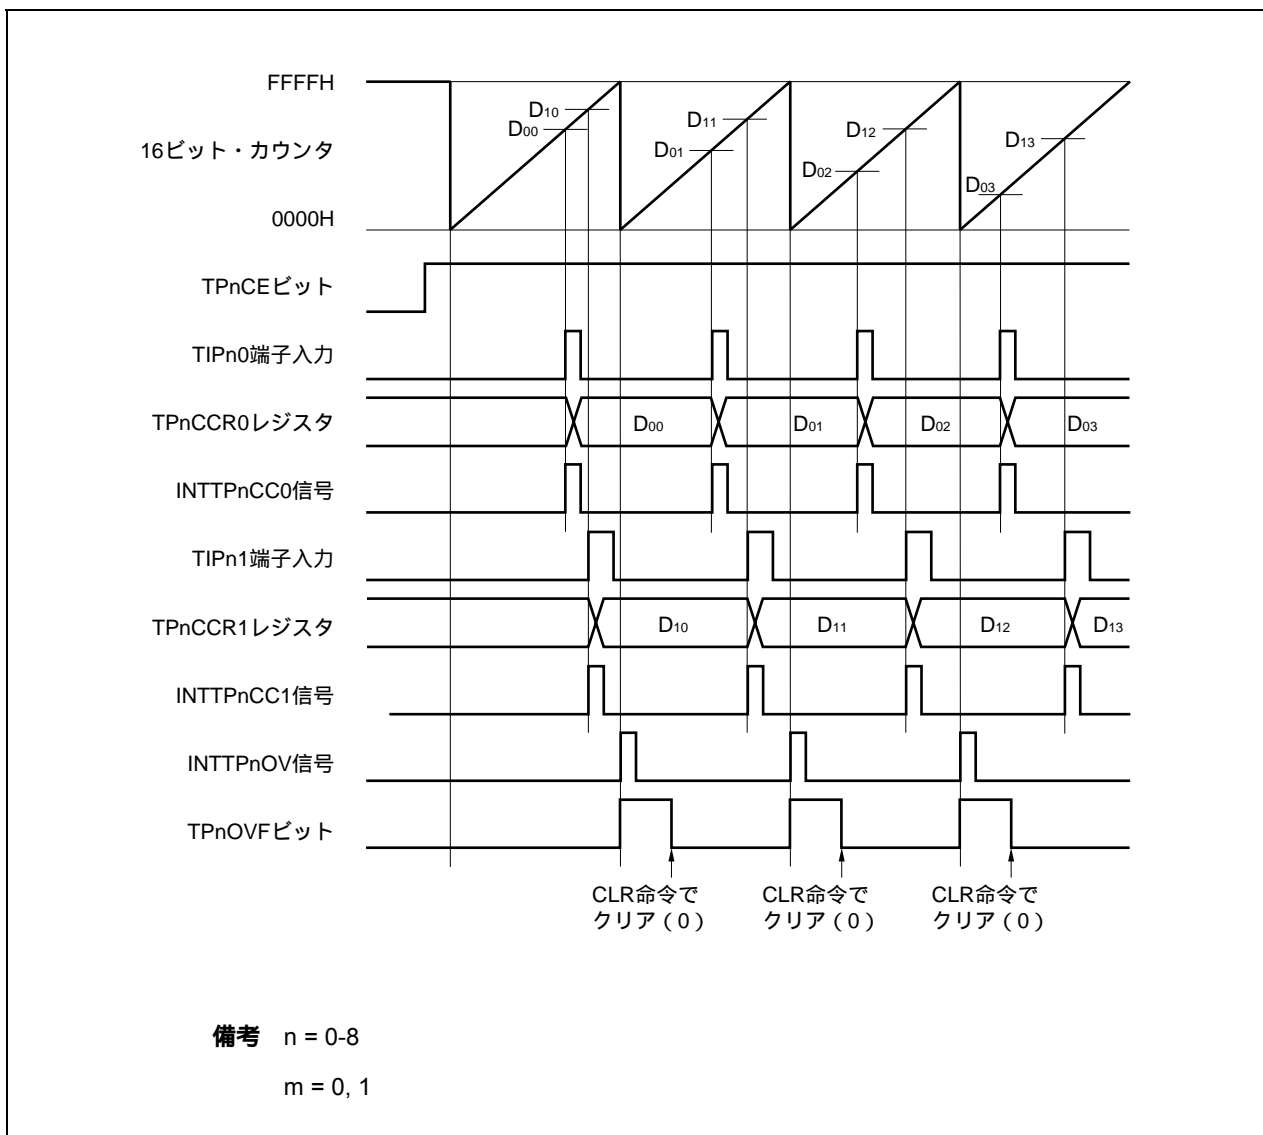 FFFFH
D10
D00
D11
D01
D12
D02
D13
D03
16ビット・カウンタ
0000H
TPnCEビット
TIPn0端子入力
TPnCCR0レジスタ
D00
D01
D02
D03
INTTPnCC0信号
TIPn1端子入力
TPnCCR1レジスタ
D10
D11
D12
D13
INTTPnCC1信号
INTTPnOV信号
TPnOVFビット
CLR命令で
クリア（0）
CLR命令で
クリア（0）
CLR命令で
クリア（0）
備考 n = 0-8
m = 0, 1